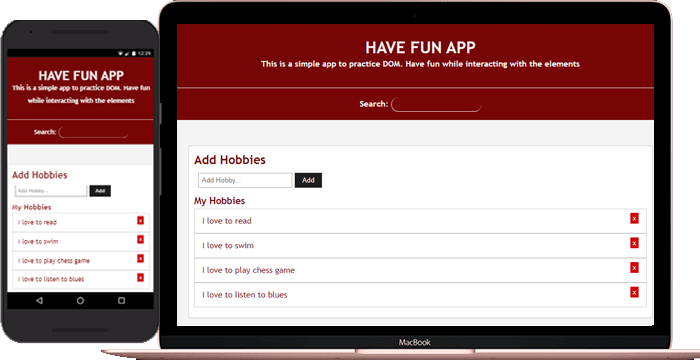 12:29
HAVE FUN APP
This is a simple app to practice DOM. Have fun
while interacting with the elements
Search:
Add Hobbies
Add Hobby...
Add
My Hobbies
I love to read
x
I love to swim
x
I love to play chess game
x
I love to listen to blues
x
HAVE FUN APP
This is a simple app to practice DOM. Have fun while interacting with the elements
Search:
Add Hobbies
Add Hobby...
Add
My Hobbies
I love to read
x
I love to swim
x
I love to play chess game
x
I love to listen to blues
x
MacBook